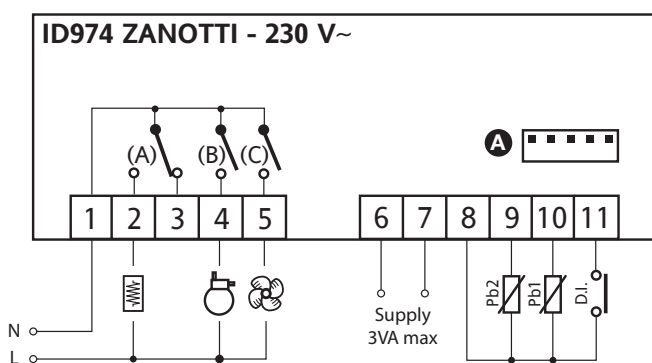 ID974 ZANOTTI - 230 V~
A
(A) (B) (C)
1 2 3 4 5 6 7 8 9 10 11
Pb2 Pb1 D.I.
Supply
3VA max
N
L